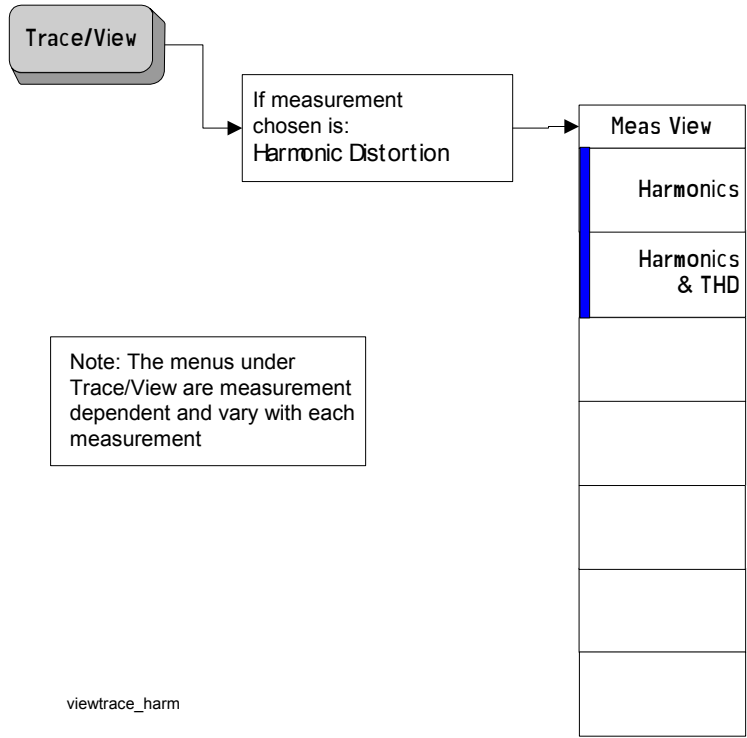 Trace/View
If measurement
chosen is:
Harmonic Distortion
Meas View
Harmonics
Harmonics
& THD
Note: The menus under
Trace/View are measurement
dependent and vary with each
measurement
viewtrace_harm